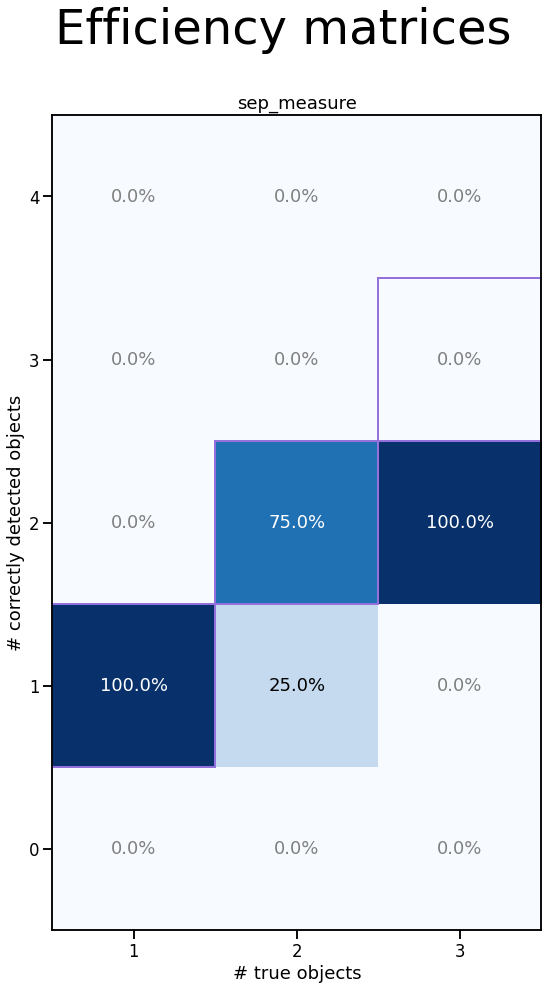 Efficiency matrices
sep_measure
4 0.0% 0.0% 0.0%
3 0.0% 0.0% 0.0%
2 0.0% 75.0% 100.0%
1 100.0% 25.0% 0.0%
0 0.0% 0.0% 0.0%
# correctly detected objects
1 2 3
# true objects